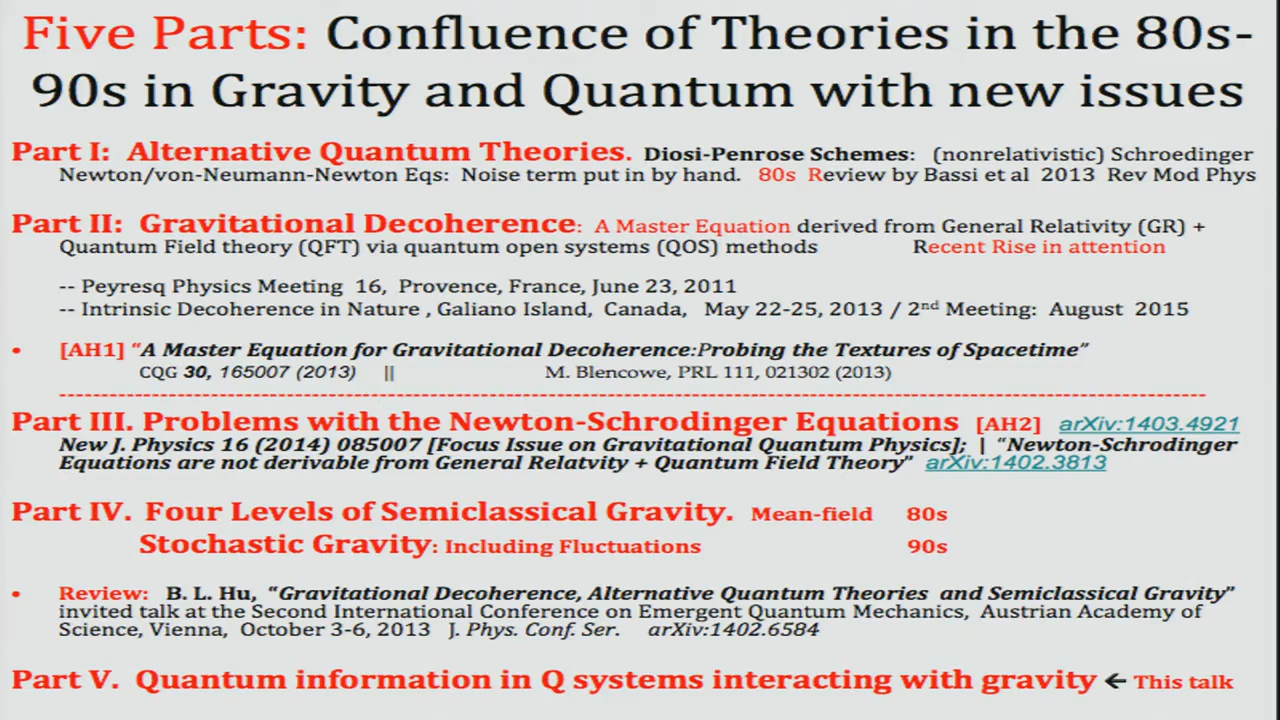 Five Parts: Confluence of Theories in the 80s-
90s in Gravity and Quantum with new issues
Part I: Alternative Quantum Theories. Diosi-Penrose Schemes: (nonrelativistic) Schroedinger
Newton/von-Neumann-Newton Eqs: Noise term put in by hand. 80s Review by Bassi et al 2013 Rev Mod Phys
Part II: Gravitational Decoherence: A Master Equation derived from General Relativity (GR) +
Quantum Field theory (QFT) via quantum open systems (QOS) methods Recent Rise in attention
-- Peyresq Physics Meeting 16, Provence, France, June 23, 2011
-- Intrinsic Decoherence in Nature , Galiano Island, Canada, May 22-25, 2013 / 2nd Meeting: August 2015
• [AH1] “A Master Equation for Gravitational Decoherence:Probing the Textures of Spacetime”
CQG 30, 165007 (2013) || M. Blencowe, PRL 111, 021302 (2013)
Part III. Problems with the Newton-Schrodinger Equations [AH2] arXiv:1403.4921
New J. Physics 16 (2014) 085007 [Focus Issue on Gravitational Quantum Physics]; | “Newton-Schrodinger
Equations are not derivable from General Relatvity + Quantum Field Theory” arXiv:1402.3813
Part IV. Four Levels of Semiclassical Gravity. Mean-field 80s
Stochastic Gravity: Including Fluctuations 90s
• Review: B. L. Hu, “Gravitational Decoherence, Alternative Quantum Theories and Semiclassical Gravity”
invited talk at the Second International Conference on Emergent Quantum Mechanics, Austrian Academy of
Science, Vienna, October 3-6, 2013 J. Phys. Conf. Ser. arXiv:1402.6584
Part V. Quantum information in Q systems interacting with gravity ← This talk